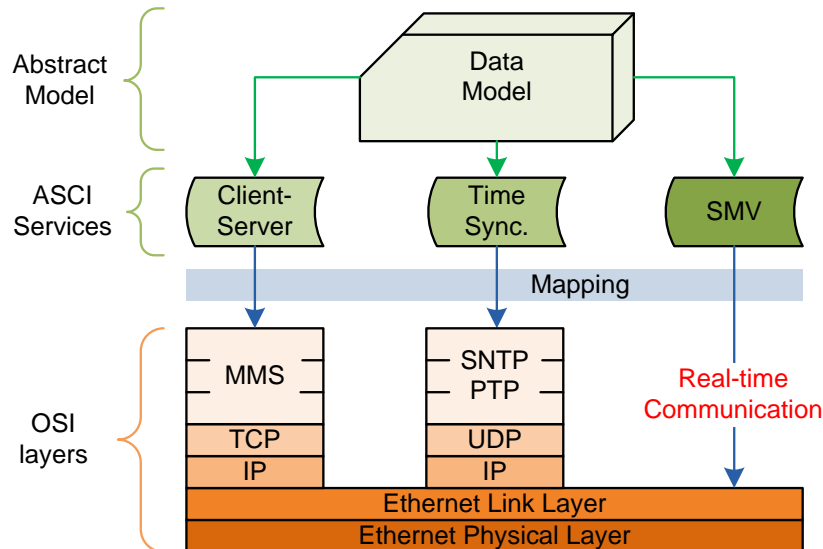 Abstract
Model
Data
Model
ASCI
Services
Client-
Server
Time
Sync.
SMV
Mapping
OSI
layers
MMS
TCP
IP
SNTP
PTP
UDP
IP
Real-time
Communication
Ethernet Link Layer
Ethernet Physical Layer